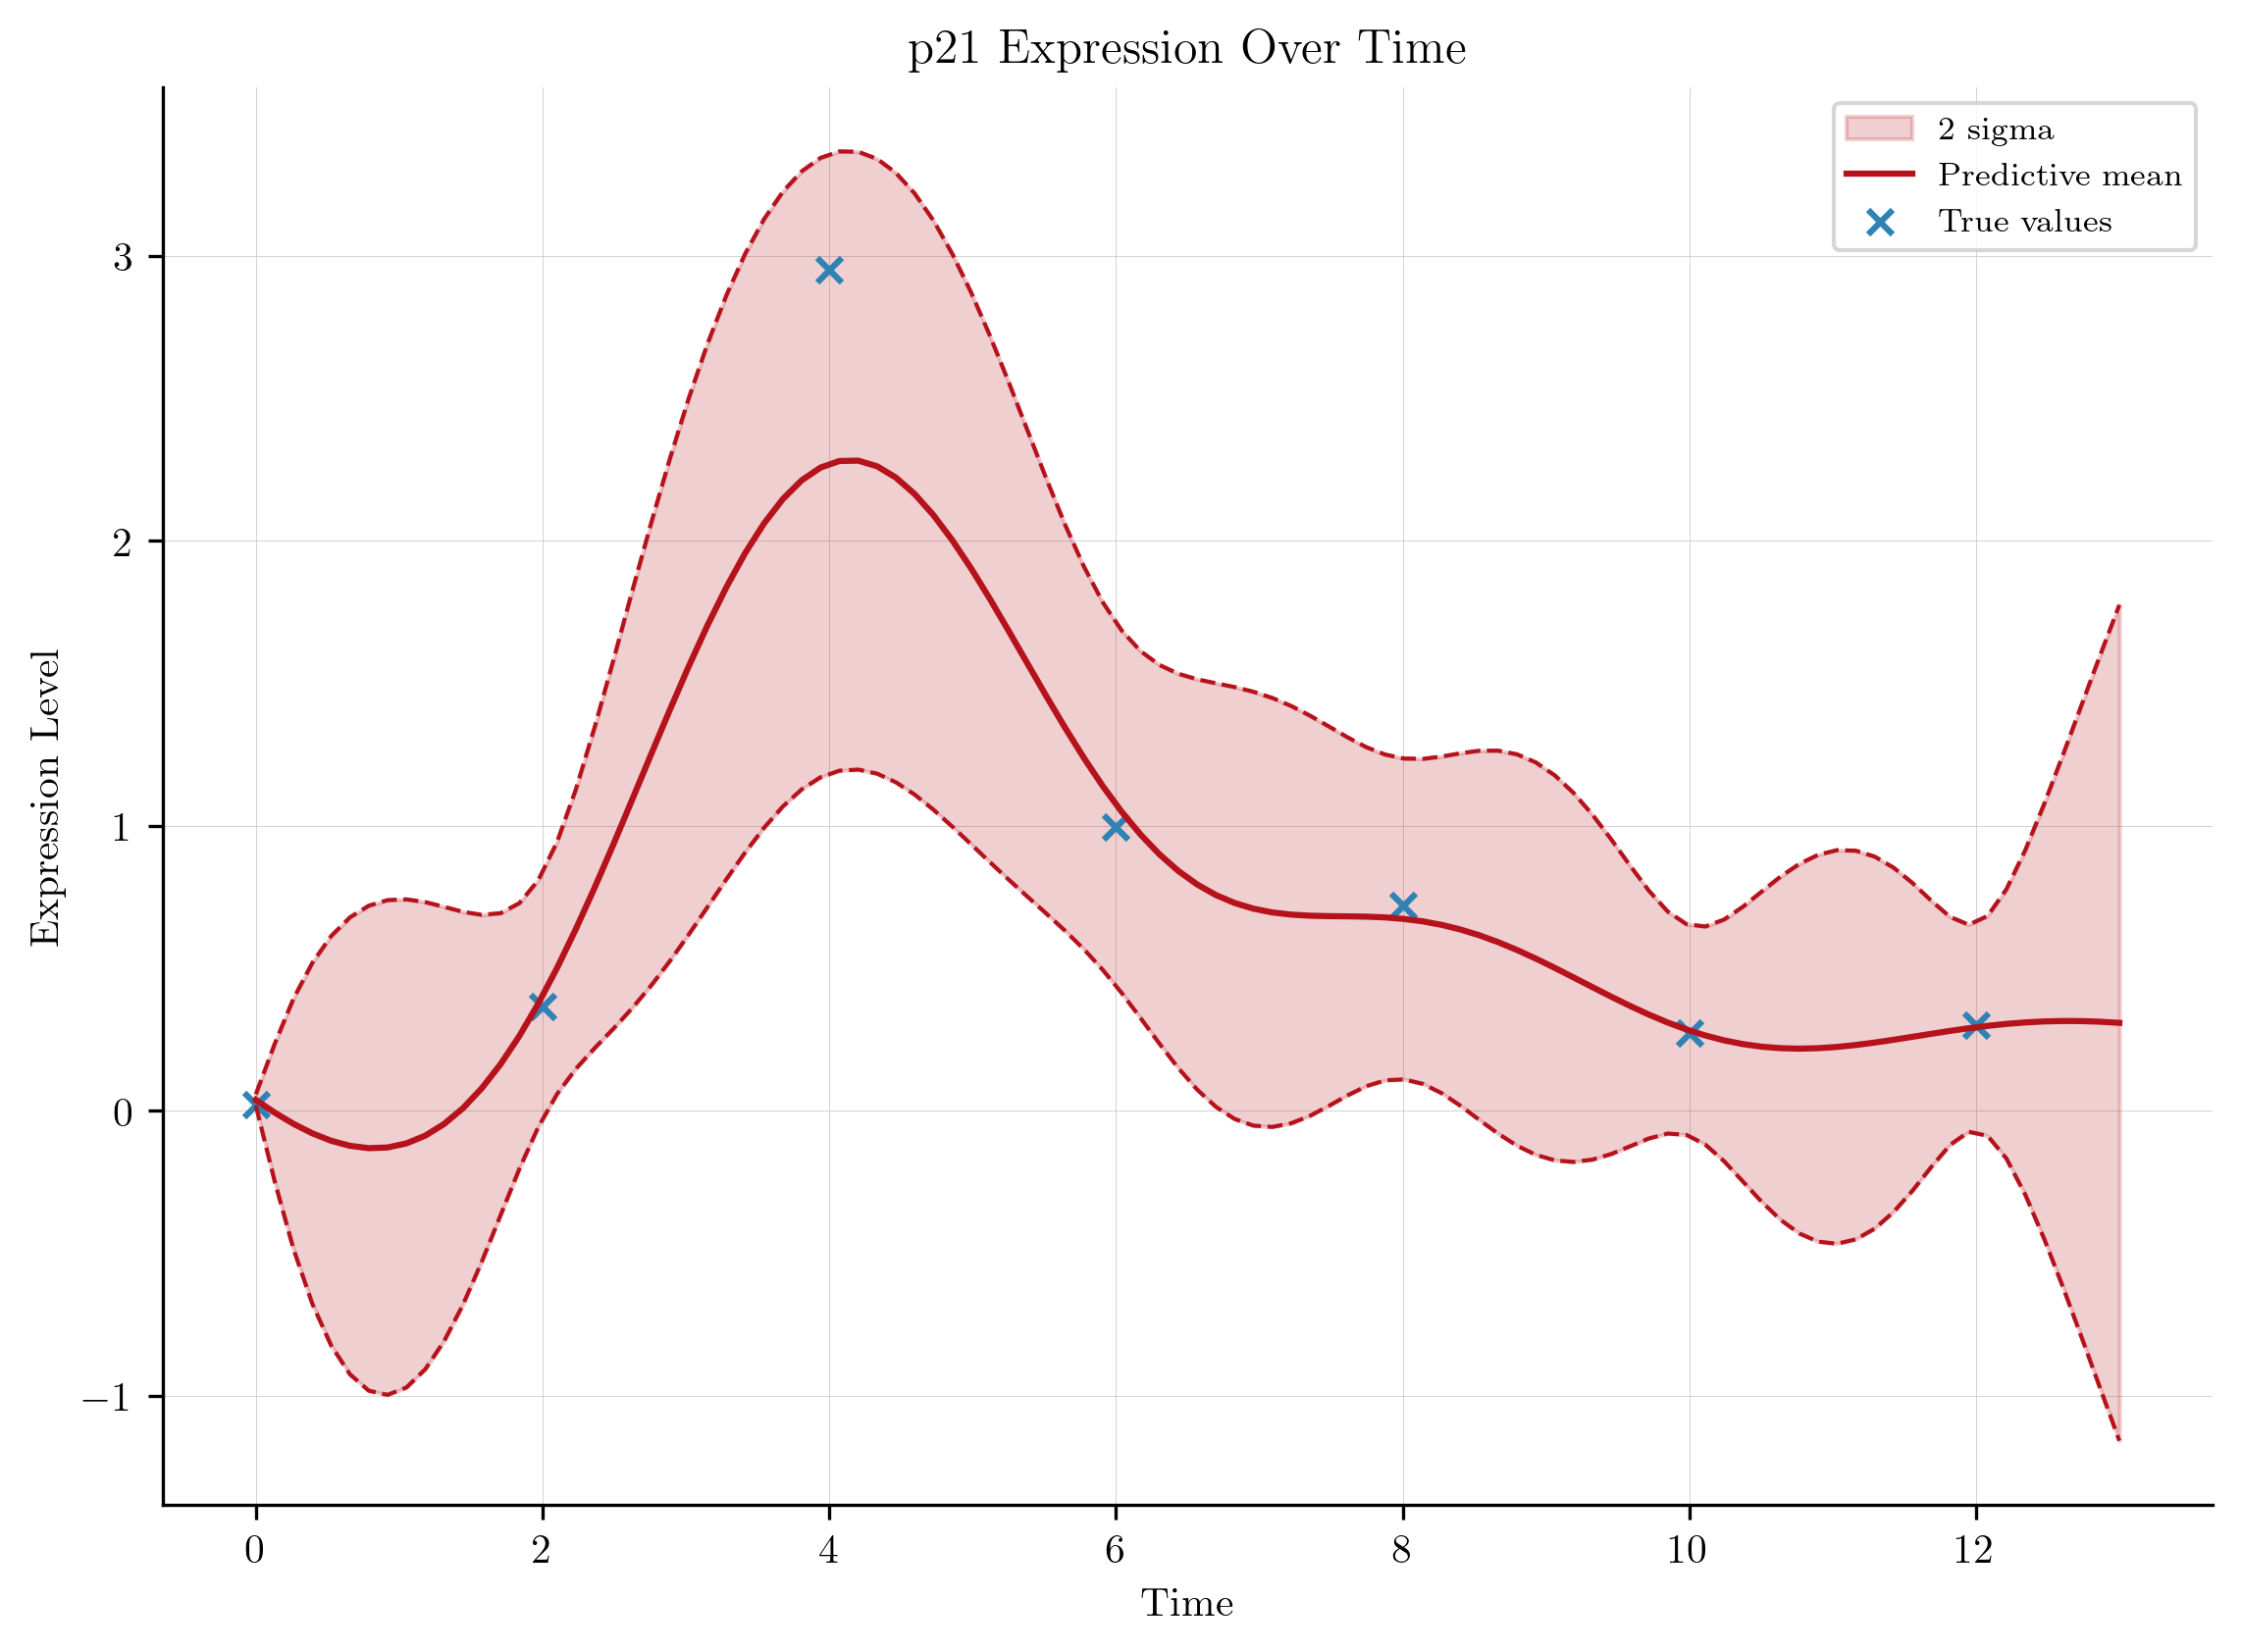 p21 Expression Over Time
2 sigma
Predictive mean
True values
Expression Level
3
2
1
0
−1
0 2 4 6 8 10 12
Time